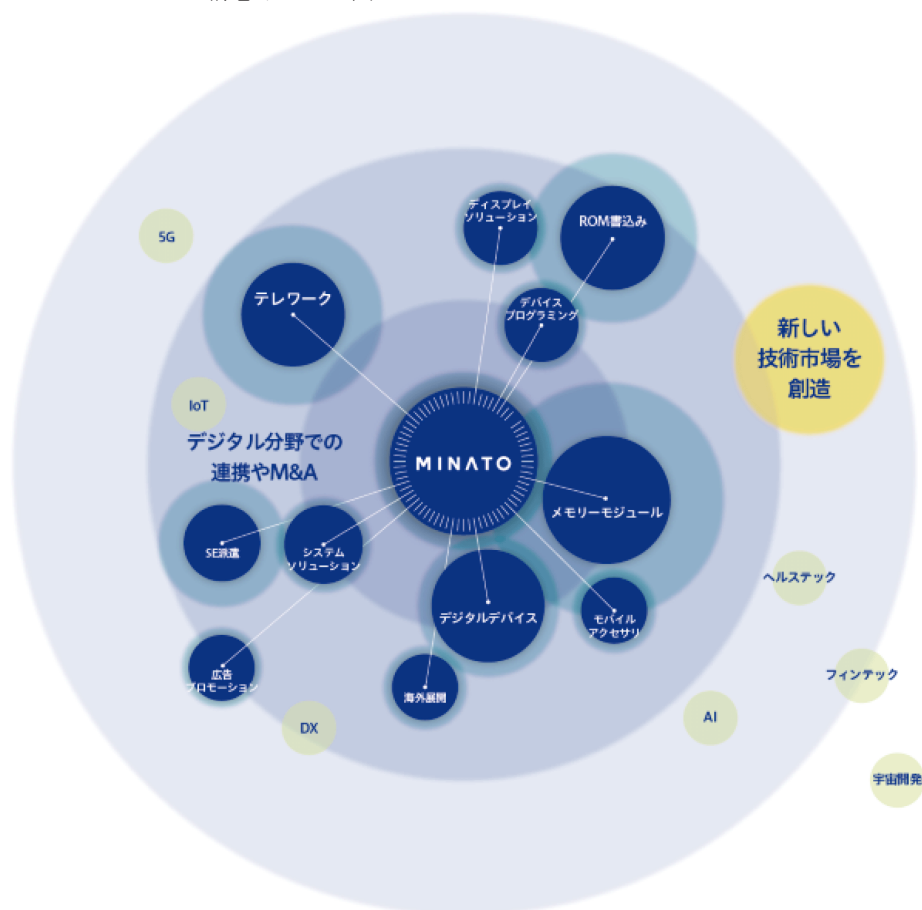 ディスプレイ
ソリューション
ROM書込み
5G
テレワーク
デバイス
プログラミング
新しい
技術市場を
創造
IoT
デジタル分野での
連携やM&A
MINATO
メモリーモジュール
SE派遣
システム
ソリューション
ヘルステック
デジタルデバイス
モバイル
アクセサリ
広告
プロモーション
海外展開
フィンテック
DX
AI
宇宙開発